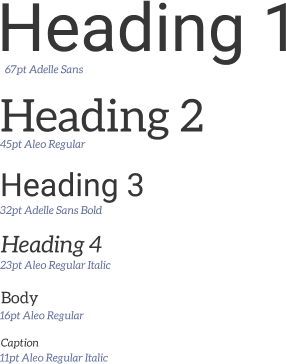 Heading 1
67pt Adelle Sans
Heading 2
45pt Aleo Regular
Heading 3
32pt Adelle Sans Bold
Heading 4
23pt Aleo Regular Italic
Body
16pt Aleo Regular
Caption
11pt Aleo Regular Italic